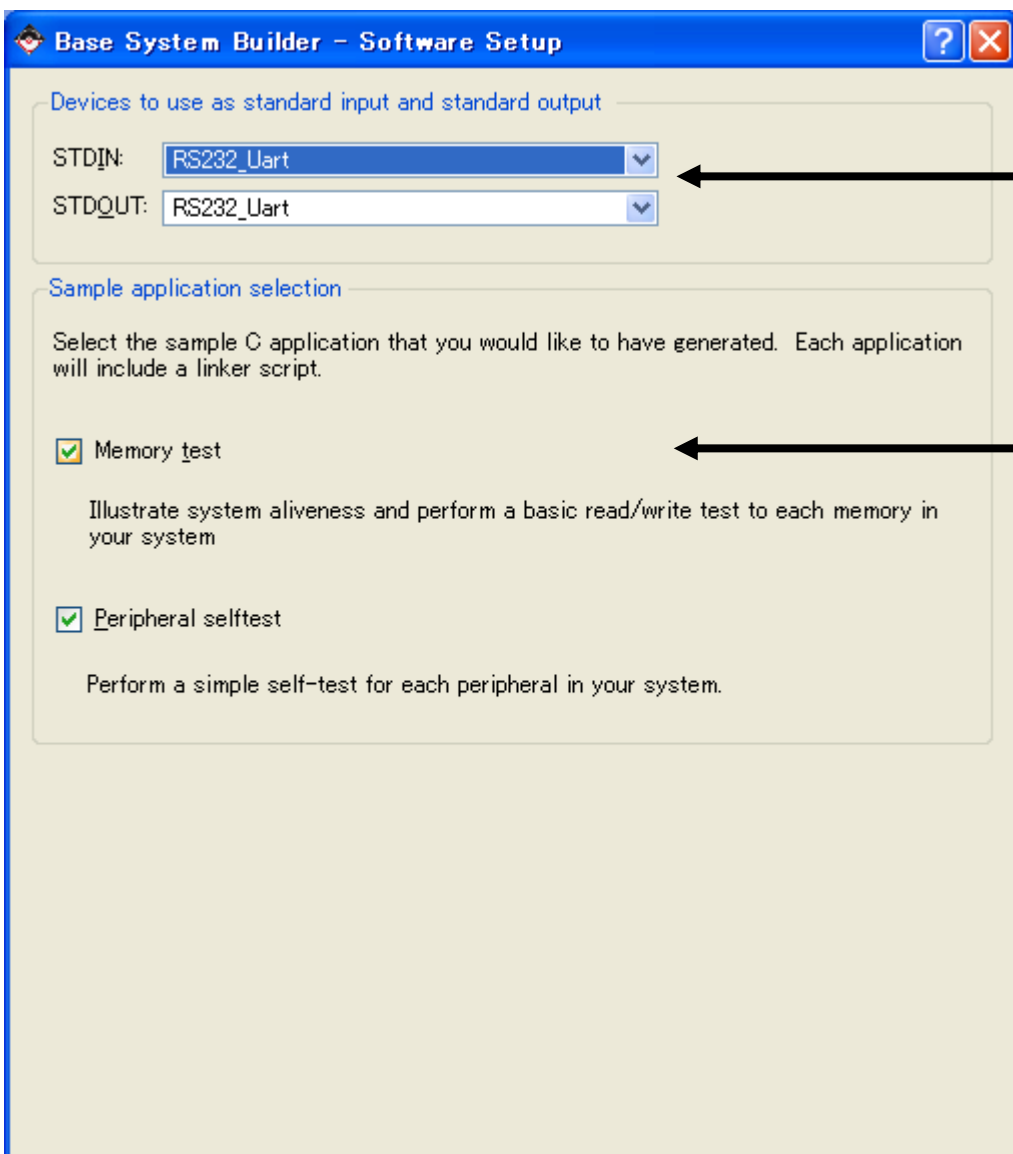 Base System Builder - Software Setup
Devices to use as standard input and standard output
STDIN: RS232_Uart
STDOUT: RS232_Uart
Sample application selection
Select the sample C application that you would like to have generated. Each application
will include a linker script.
Memory test
Illustrate system aliveness and perform a basic read/write test to each memory in
your system
Peripheral selftest
Perform a simple self-test for each peripheral in your system.